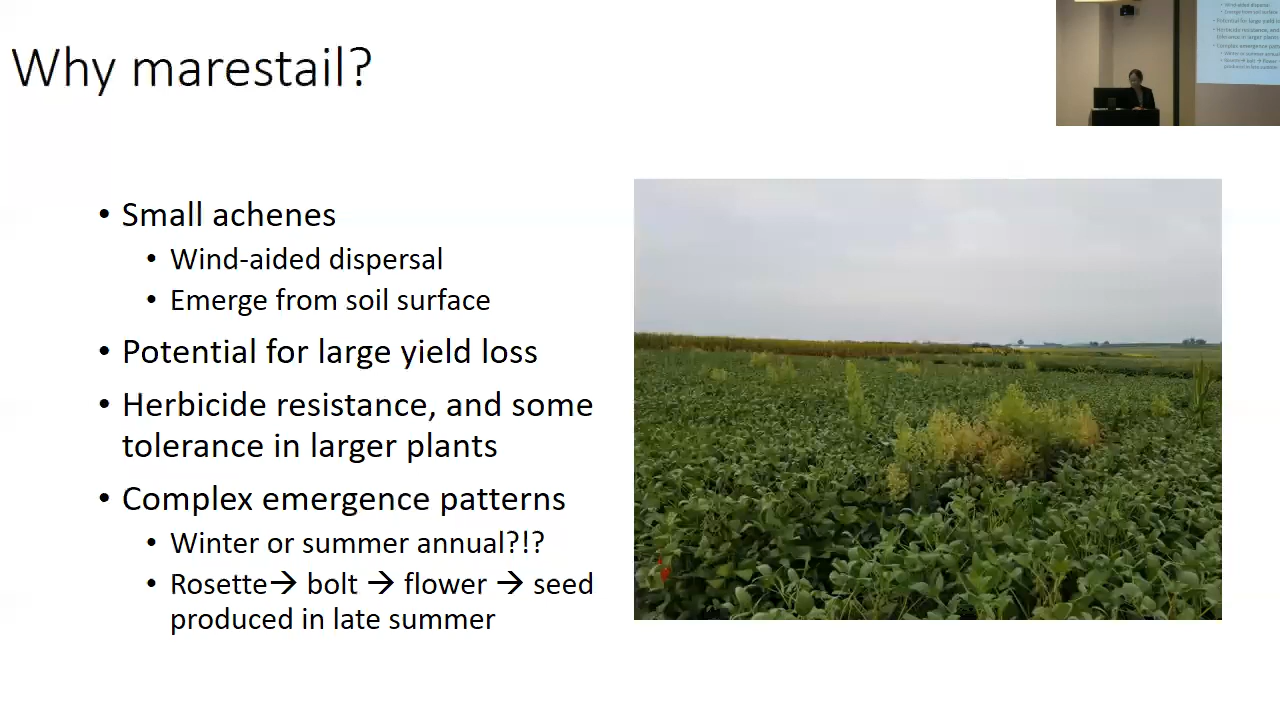 Why marestail?
• Small achenes
• Wind-aided dispersal
• Emerge from soil surface
• Potential for large yield loss
• Herbicide resistance, and some
tolerance in larger plants
• Complex emergence patterns
• Winter or summer annual?!?
• Rosette→ bolt → flower → seed
produced in late summer